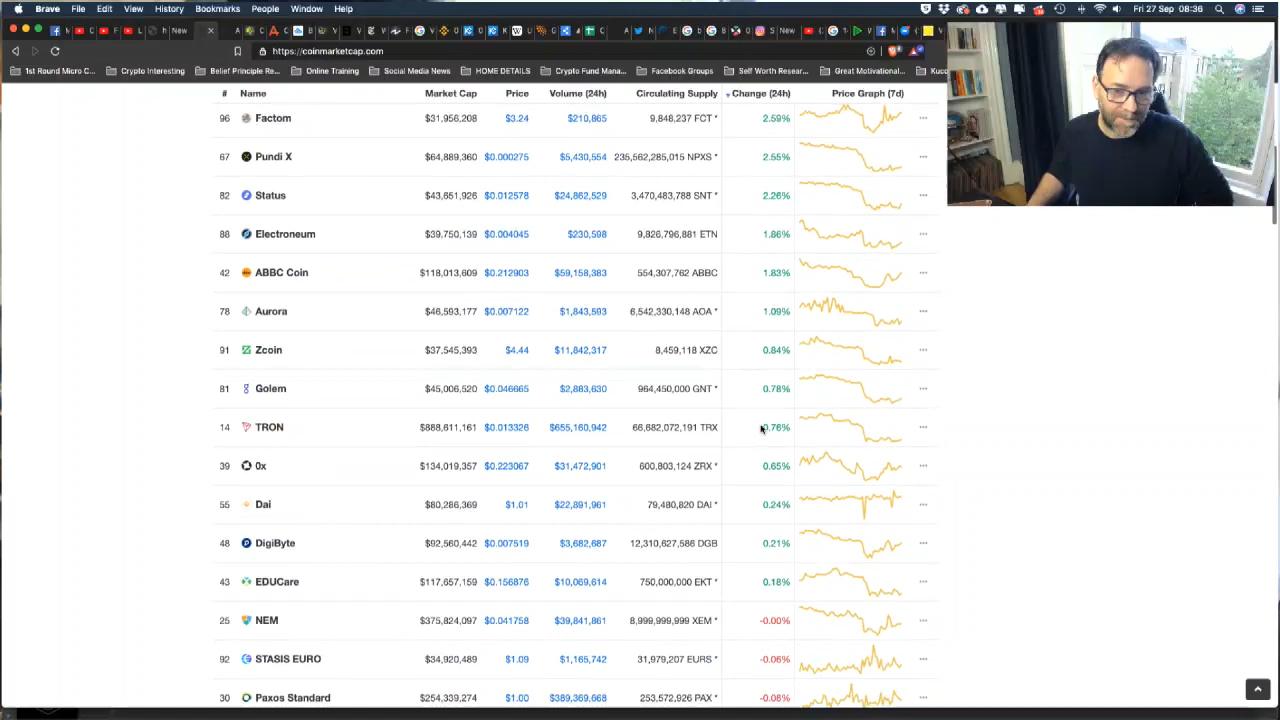 Brave File Edit View History Bookmarks People Window Help Fri 27 Sep 08:36
New New
https://coinmarketcap.com
1st Round Micro C... Crypto Interesting Belief Principle Re... Online Training Social Media News HOME DETAILS Crypto Fund Mana... Facebook Groups Self Worth Resear... Great Motivational... Kucc
# Name Market Cap Price Volume (24h) Circulating Supply Change (24h) Price Graph (7d)
96 Factom $31,956,208 $3.24 $210,865 9,848,237 FCT * 2.59%
67 Pundi X $64,889,360 $0.000275 $5,430,554 235,562,285,015 NPXS * 2.55%
82 Status $43,651,926 $0.012578 $24,862,529 3,470,483,788 SNT * 2.26%
88 Electroneum $39,750,139 $0.004045 $230,598 9,826,796,881 ETN 1.86%
42 ABBC Coin $118,013,609 $0.212903 $59,158,383 554,307,762 ABBC 1.83%
78 Aurora $46,593,177 $0.007122 $1,843,593 6,542,330,148 AOA * 1.09%
91 Zcoin $37,545,393 $4.44 $11,842,317 8,459,118 XZC 0.84%
81 Golem $45,006,520 $0.046665 $2,883,630 964,450,000 GNT * 0.78%
14 TRON $888,611,161 $0.013326 $655,160,942 66,682,072,191 TRX 0.76%
39 0x $134,019,357 $0.223067 $31,472,901 600,803,124 ZRX * 0.65%
55 Dai $80,286,369 $1.01 $22,891,961 79,480,820 DAI * 0.24%
48 DigiByte $92,560,442 $0.007519 $3,682,687 12,310,627,586 DGB 0.21%
43 EDUCare $117,657,159 $0.156876 $10,069,614 750,000,000 EKT * 0.18%
25 NEM $375,824,097 $0.041758 $39,841,861 8,999,999,999 XEM * -0.00%
92 STASIS EURO $34,920,489 $1.09 $1,165,742 31,979,207 EURS * -0.06%
30 Paxos Standard $254,339,274 $1.00 $389,369,668 253,572,926 PAX * -0.08%